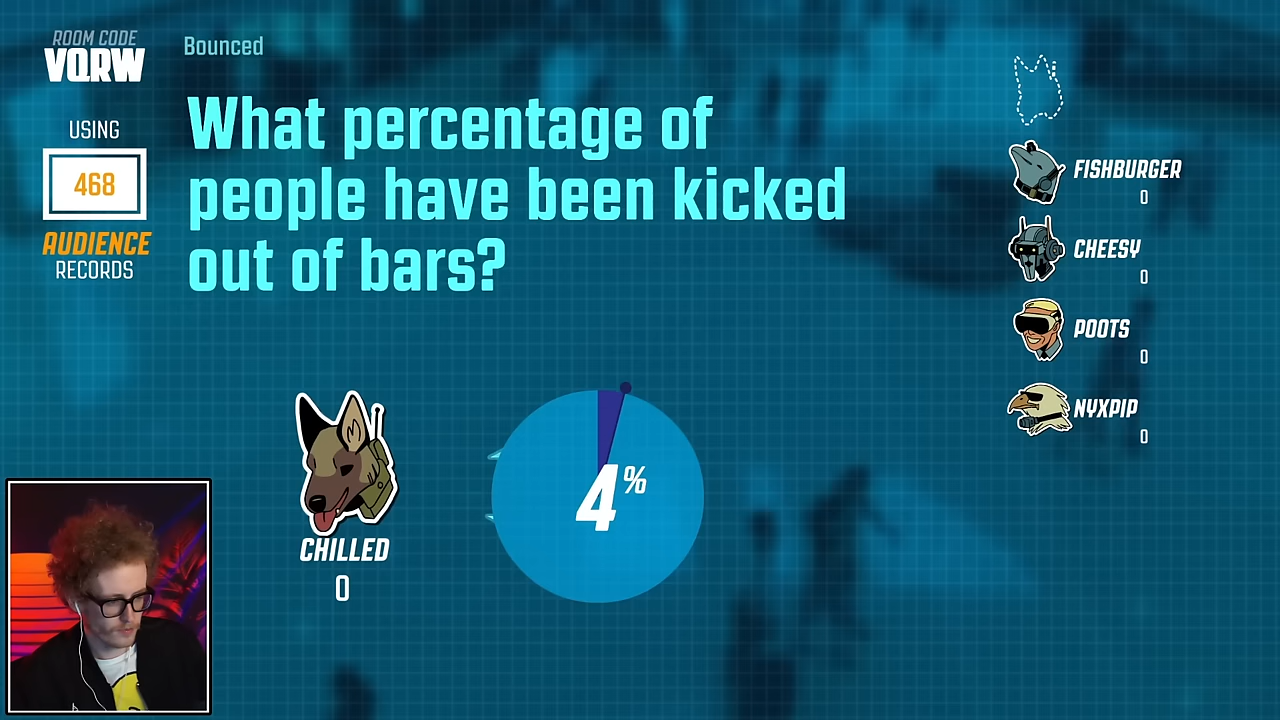 ROOM CODE
VQRW
USING
468
AUDIENCE
RECORDS
Bounced
What percentage of
people have been kicked
out of bars?
CHILLED
0
4%
FISHBURGER
0
CHEESY
0
POOTS
0
NYXPIP
0